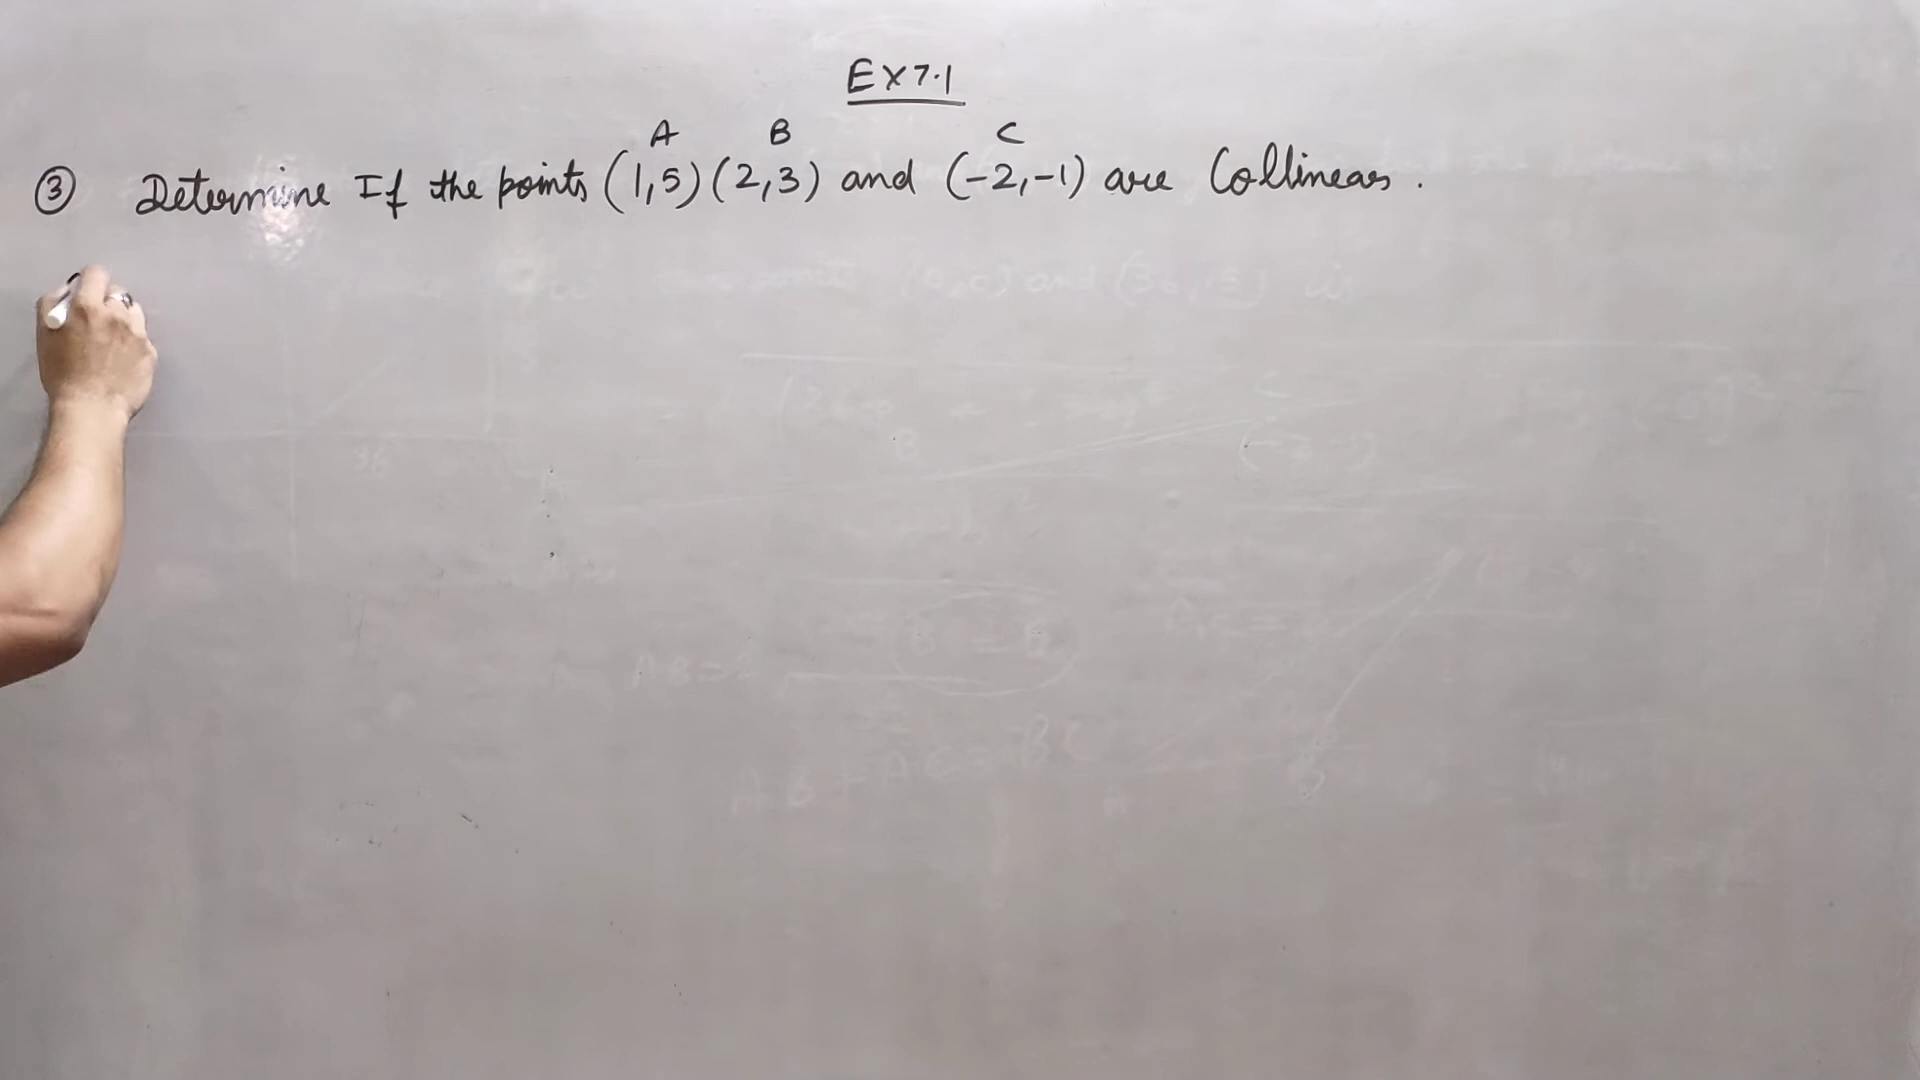 EX 7.1
A B C
③ Determine If the points (1,5) (2,3) and (-2,-1) are Collinear.